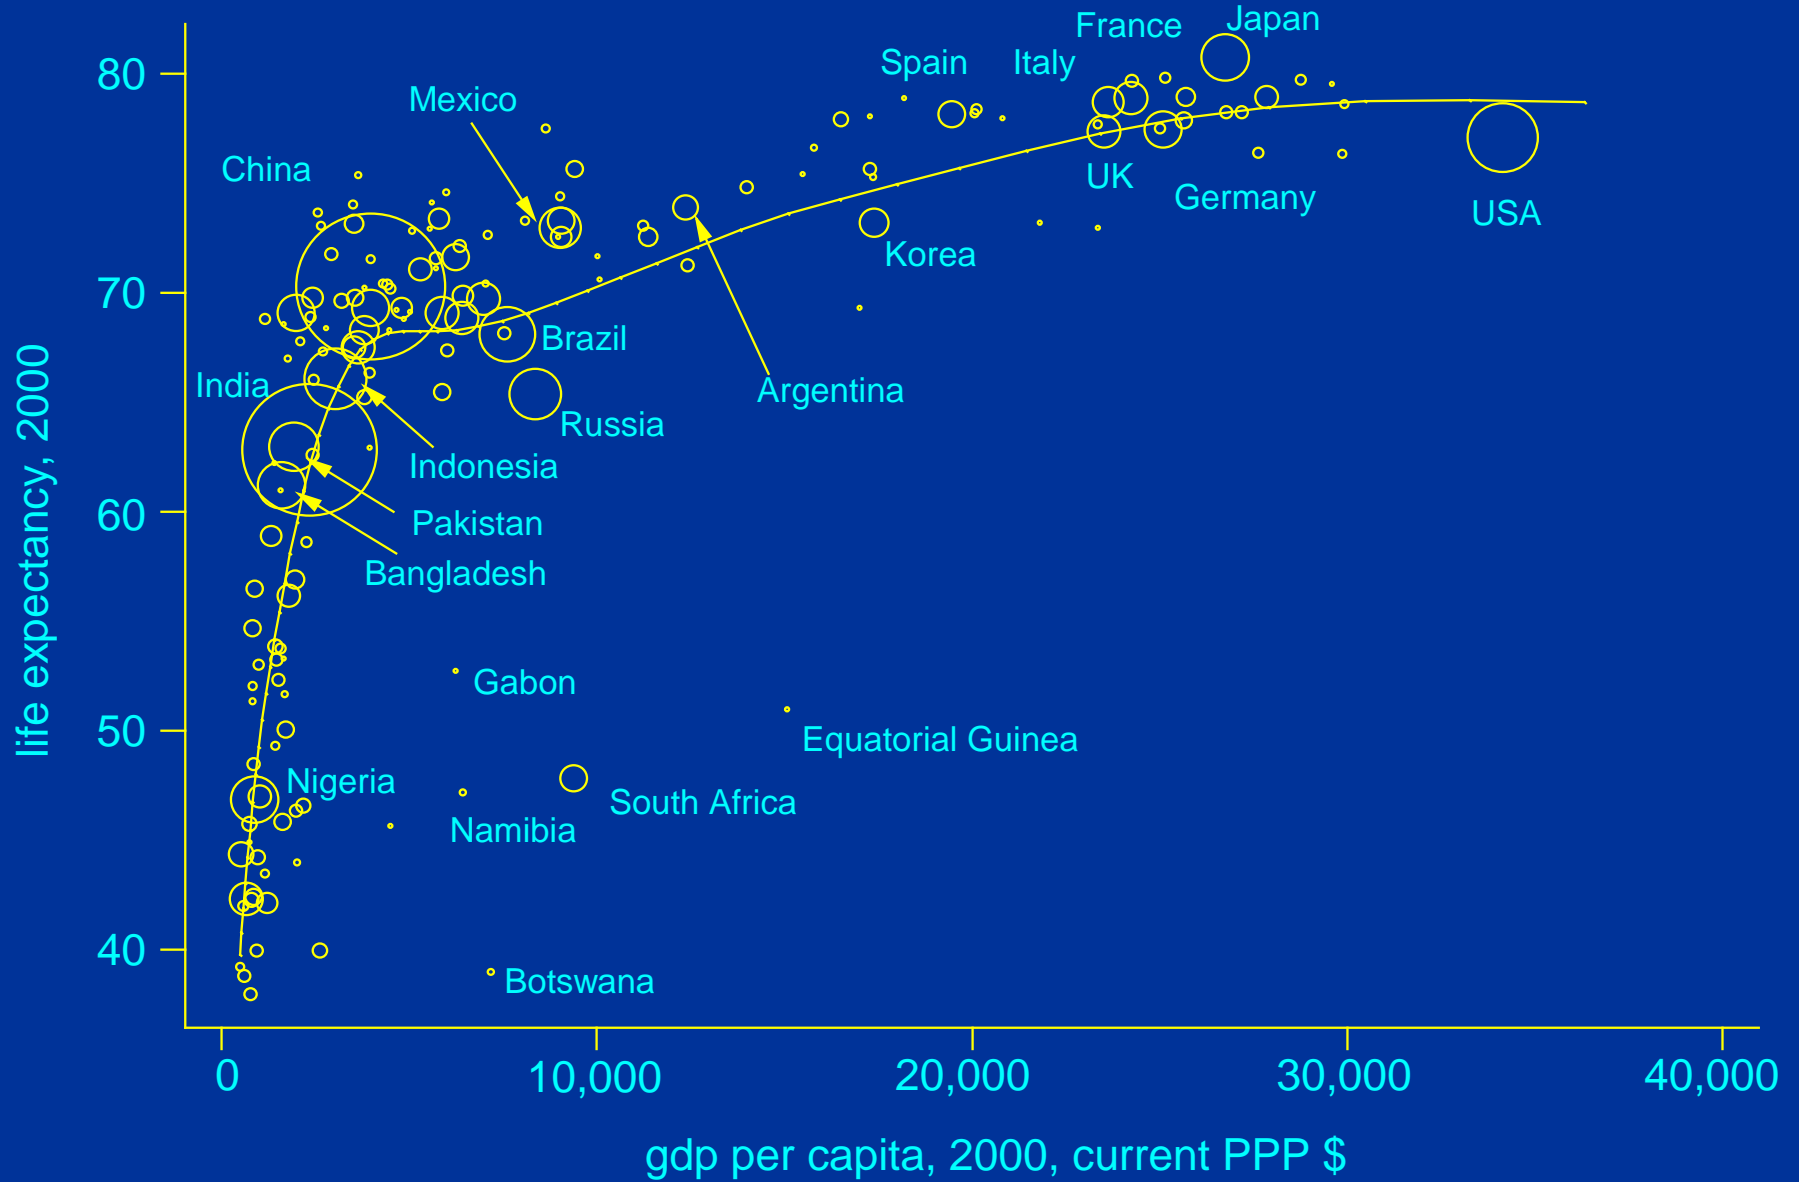 France
Japan
Spain
Italy
80
Mexico
China
UK
Germany
USA
Korea
70
Brazil
India
Argentina
Russia
Indonesia
60
Pakistan
Bangladesh
life expectancy, 2000
Gabon
50
Equatorial Guinea
Nigeria
South Africa
Namibia
40
Botswana
0
10,000
20,000
30,000
40,000
gdp per capita, 2000, current PPP $